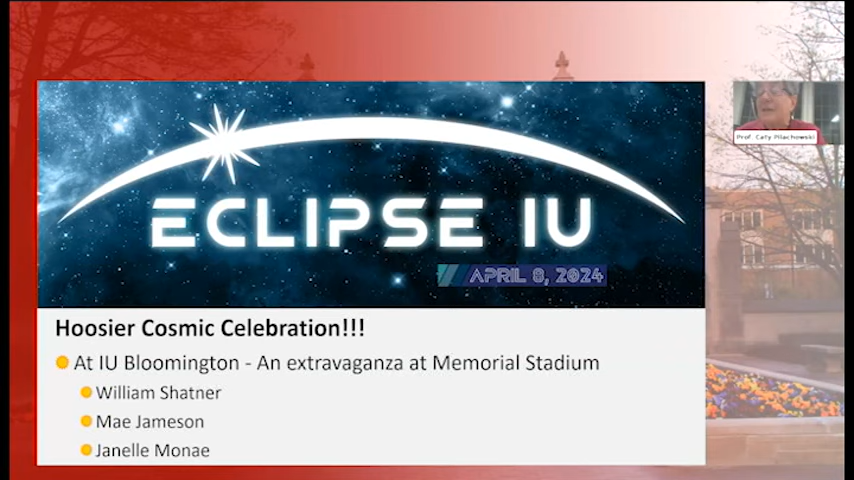 ECLIPSE IU
APRIL 8, 2024
Prof. Caty Pilachowski
Hoosier Cosmic Celebration!!!
At IU Bloomington - An extravaganza at Memorial Stadium
William Shatner
Mae Jameson
Janelle Monae